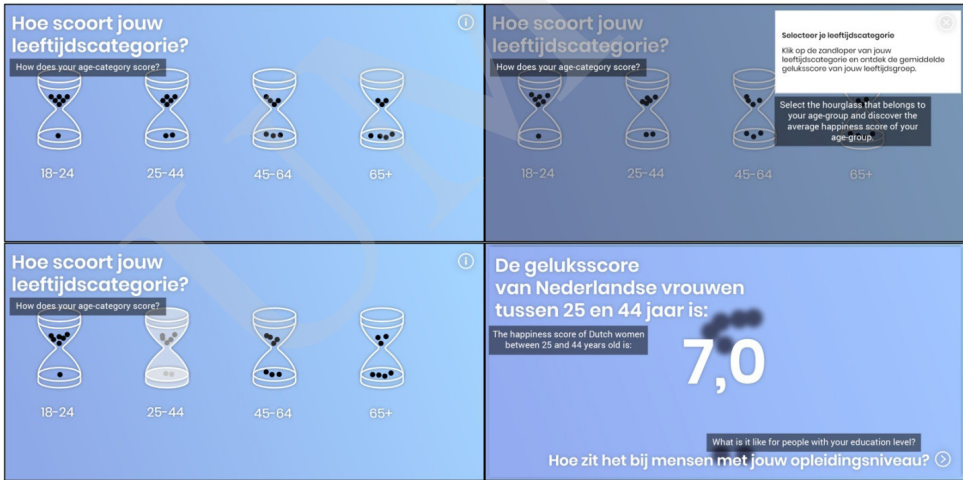 Hoe scoort jouw
leeftijdscategorie?
How does your age-category score?
18-24
25-44
45-64
65+
Hoe scoort jouw
leeftijdscategorie?
How does your age-category score?
Selecteer je leeftijdscategorie
Klik op de zandloper van jouw
leeftijdscategorie en ontdek de gemiddelde
geluksscore van jouw leeftijdsgroep.
Select the hourglass that belongs to
your age-group and discover the
average happiness score of your
age-group.
18-24
25-44
45-64
65+
Hoe scoort jouw
leeftijdscategorie?
How does your age-category score?
18-24
25-44
45-64
65+
De geluksscore
van Nederlandse vrouwen
tussen 25 en 44 jaar is:
The happiness score of Dutch women
between 25 and 44 years old is:
7,0
What is it like for people with your education level?
Hoe zit het bij mensen met jouw opleidingsniveau?